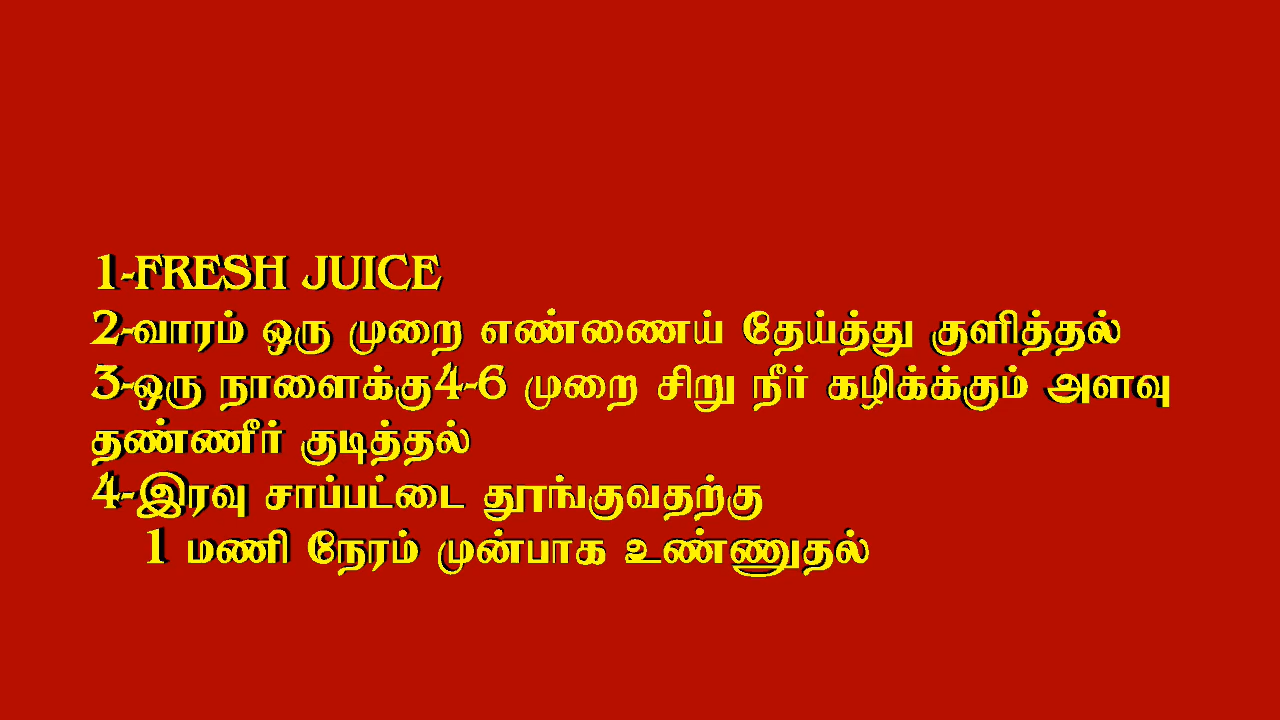 1-FRESH JUICE
2-வாரம் ஒரு முறை எண்ணெய் தேய்த்து குளித்தல்
3-ஒரு நாளைக்கு4-6 முறை சிறு நீர் கழிக்க்கும் அளவு
தண்ணீர் குடித்தல்
4-இரவு சாப்பட்டை தூங்குவதற்கு
1 மணி நேரம் முன்பாக உண்ணுதல்